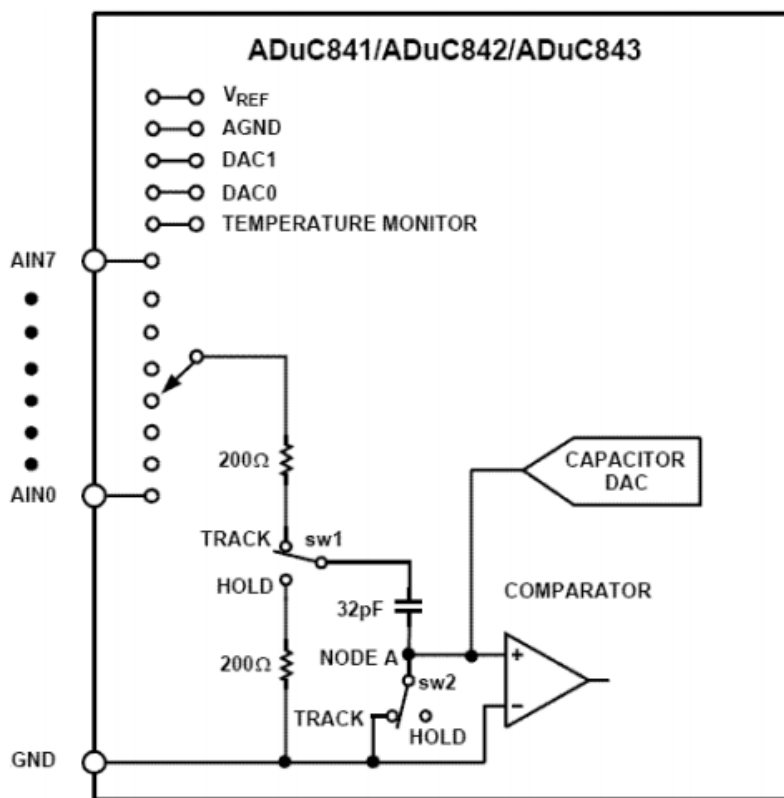 ADuC841/ADuC842/ADuC843
VREF
AGND
DAC1
DAC0
TEMPERATURE MONITOR
AIN7
200Ω
CAPACITOR
DAC
AIN0
TRACK
sw1
HOLD
COMPARATOR
32pF
200Ω
NODE A
+
sw2
TRACK
−
HOLD
GND